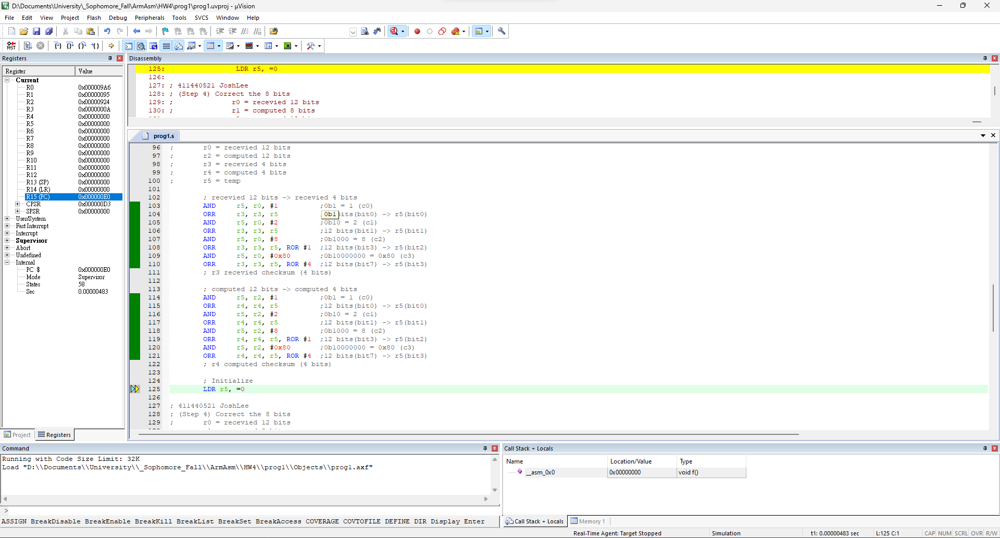 D:\Documents\University\_Sophomore_Fall\ArmAsm\HW4\prog1\prog1.uvproj - µVision
File Edit View Project Flash Debug Peripherals Tools SVCS Window Help
Registers
Register Value
Current
R0 0x000009A6
R1 0x00000095
R2 0x00000924
R3 0x0000000A
R4 0x00000000
R5 0x00000000
R6 0x00000000
R7 0x00000000
R8 0x00000000
R9 0x00000000
R10 0x00000000
R11 0x00000000
R12 0x00000000
R13 (SP) 0x00000000
R14 (LR) 0x00000000
R15 (PC) 0x000000E0
CPSR 0x000000D3
SPSR 0x00000000
User/System
Fast Interrupt
Interrupt
Supervisor
Abort
Undefined
Internal
PC $ 0x000000E0
Mode Supervisor
States 58
Sec 0.00000483
Project Registers
Disassembly
125: LDR r5, =0
126:
127: ; 411440521 JoshLee
128: ; (Step 4) Correct the 8 bits
129: ; r0 = recevied 12 bits
130: ; r1 = computed 8 bits
prog1.s
96 ; r0 = recevied 12 bits
97 ; r2 = computed 12 bits
98 ; r3 = recevied 4 bits
99 ; r4 = computed 4 bits
100 ; r5 = temp
101
102 ; recevied 12 bits -> recevied 4 bits
103 AND r5, r0, #1 ;0b1 = 1 (c0)
104 ORR r3, r3, r5 0b1 bits(bit0) -> r5(bit0)
105 AND r5, r0, #2 ;0b10 = 2 (c1)
106 ORR r3, r3, r5 ;12 bits(bit1) -> r5(bit1)
107 AND r5, r0, #8 ;0b1000 = 8 (c2)
108 ORR r3, r3, r5, ROR #1 ;12 bits(bit3) -> r5(bit2)
109 AND r5, r0, #0x80 ;0b10000000 = 0x80 (c3)
110 ORR r3, r3, r5, ROR #4 ;12 bits(bit7) -> r5(bit3)
111 ; r3 recevied checksum (4 bits)
112
113 ; computed 12 bits -> computed 4 bits
114 AND r5, r2, #1 ;0b1 = 1 (c0)
115 ORR r4, r4, r5 ;12 bits(bit0) -> r5(bit0)
116 AND r5, r2, #2 ;0b10 = 2 (c1)
117 ORR r4, r4, r5 ;12 bits(bit1) -> r5(bit1)
118 AND r5, r2, #8 ;0b1000 = 8 (c2)
119 ORR r4, r4, r5, ROR #1 ;12 bits(bit3) -> r5(bit2)
120 AND r5, r2, #0x80 ;0b10000000 = 0x80 (c3)
121 ORR r4, r4, r5, ROR #4 ;12 bits(bit7) -> r5(bit3)
122 ; r4 computed checksum (4 bits)
123
124 ; Initialize
125 LDR r5, =0
126
127 ; 411440521 JoshLee
128 ; (Step 4) Correct the 8 bits
129 ; r0 = recevied 12 bits
Command
Running with Code Size Limit: 32K
Load "D:\\Documents\\University\\_Sophomore_Fall\\ArmAsm\\HW4\\prog1\\Objects\\prog1.axf"
>
ASSIGN BreakDisable BreakEnable BreakKill BreakList BreakSet BreakAccess COVERAGE COVTOFILE DEFINE DIR Display Enter
Call Stack + Locals
Name Location/Value Type
__asm_0x0 0x00000000 void f()
Call Stack + Locals Memory 1
Real-Time Agent: Target Stopped Simulation t1: 0.00000483 sec L:125 C:1 CAP NUM SCRL OVR R/W